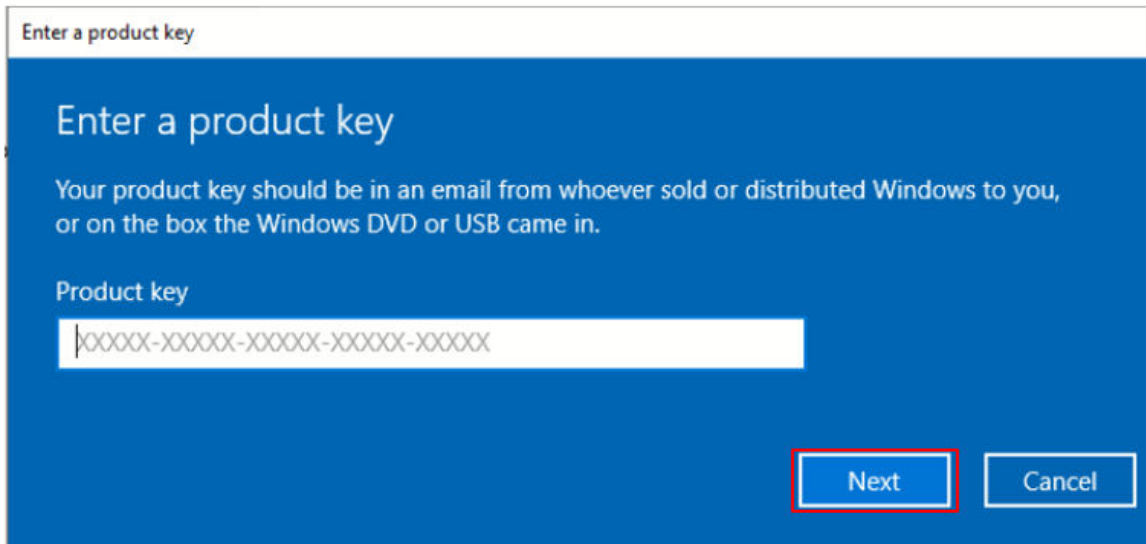 Enter a product key
Enter a product key
Your product key should be in an email from whoever sold or distributed Windows to you,
or on the box the Windows DVD or USB came in.
Product key
XXXXX-XXXXX-XXXXX-XXXXX-XXXXX
Next Cancel